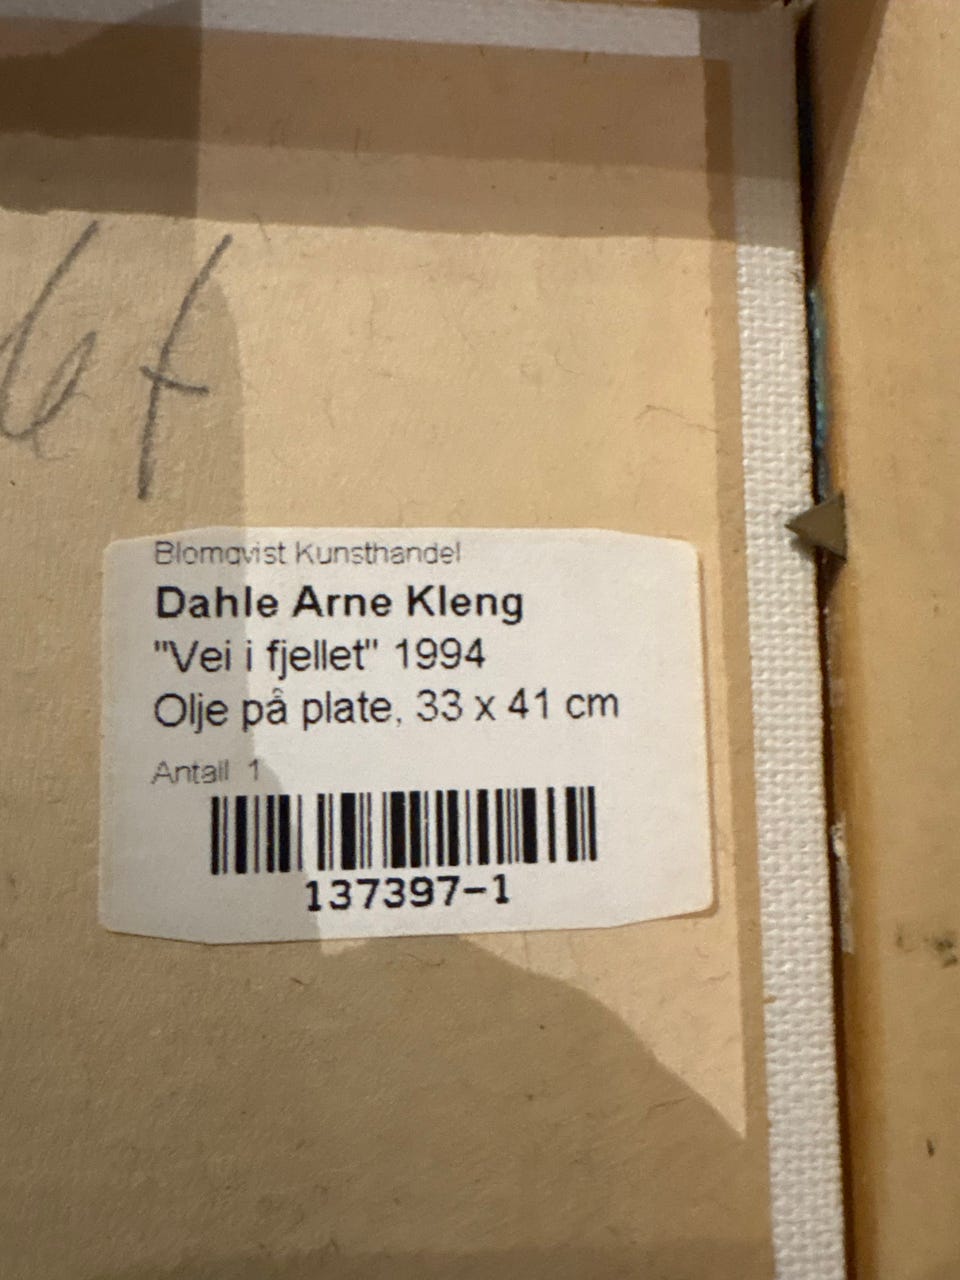 Blomqvist Kunsthandel
Dahle Arne Kleng
"Vei i fjellet" 1994
Olje på plate, 33 x 41 cm
Antall 1
137397-1